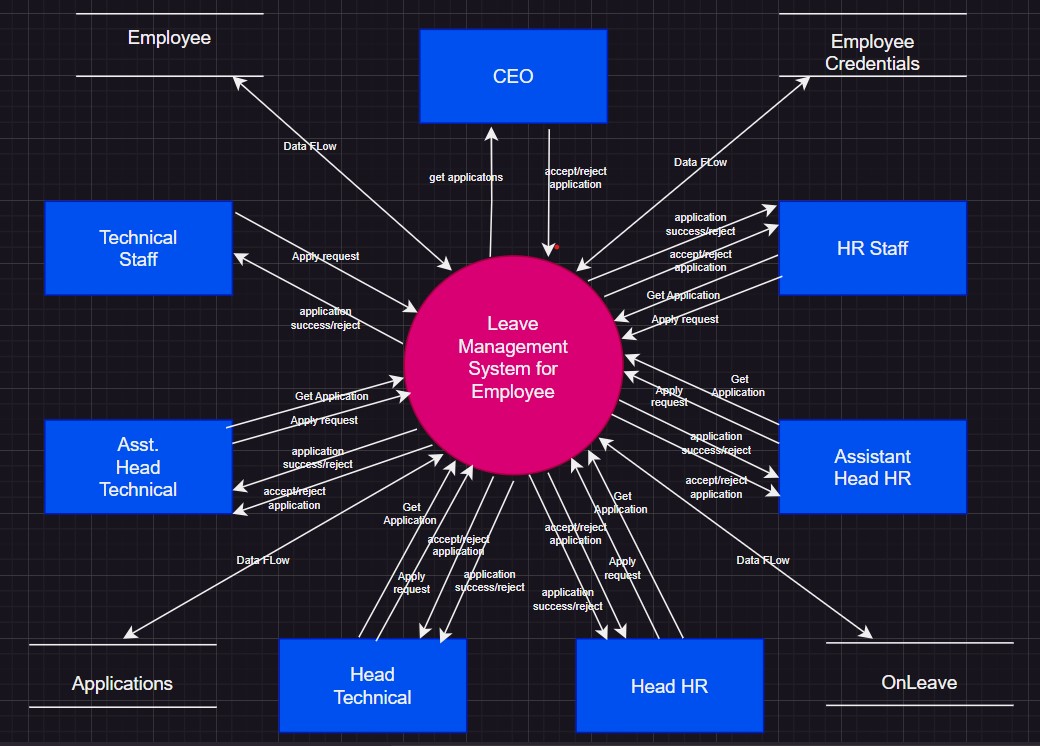 Employee
CEO
Employee
Credentials
Data FLow
get applicatons
accept/reject
application
Data FLow
Technical
Staff
Apply request
application
success/reject
application
success/reject
accept/reject
application
Get Application
Apply request
HR Staff
Leave
Management
System for
Employee
Get Application
Apply request
application
success/reject
accept/reject
application
Asst.
Head
Technical
Get
Application
Apply
request
application
success/reject
accept/reject
application
Assistant
Head HR
Data FLow
Get
Application
Apply
request
accept/reject
application
application
success/reject
accept/reject
application
application
success/reject
Get
Application
Apply
request
Data FLow
Applications
Head
Technical
Head HR
OnLeave